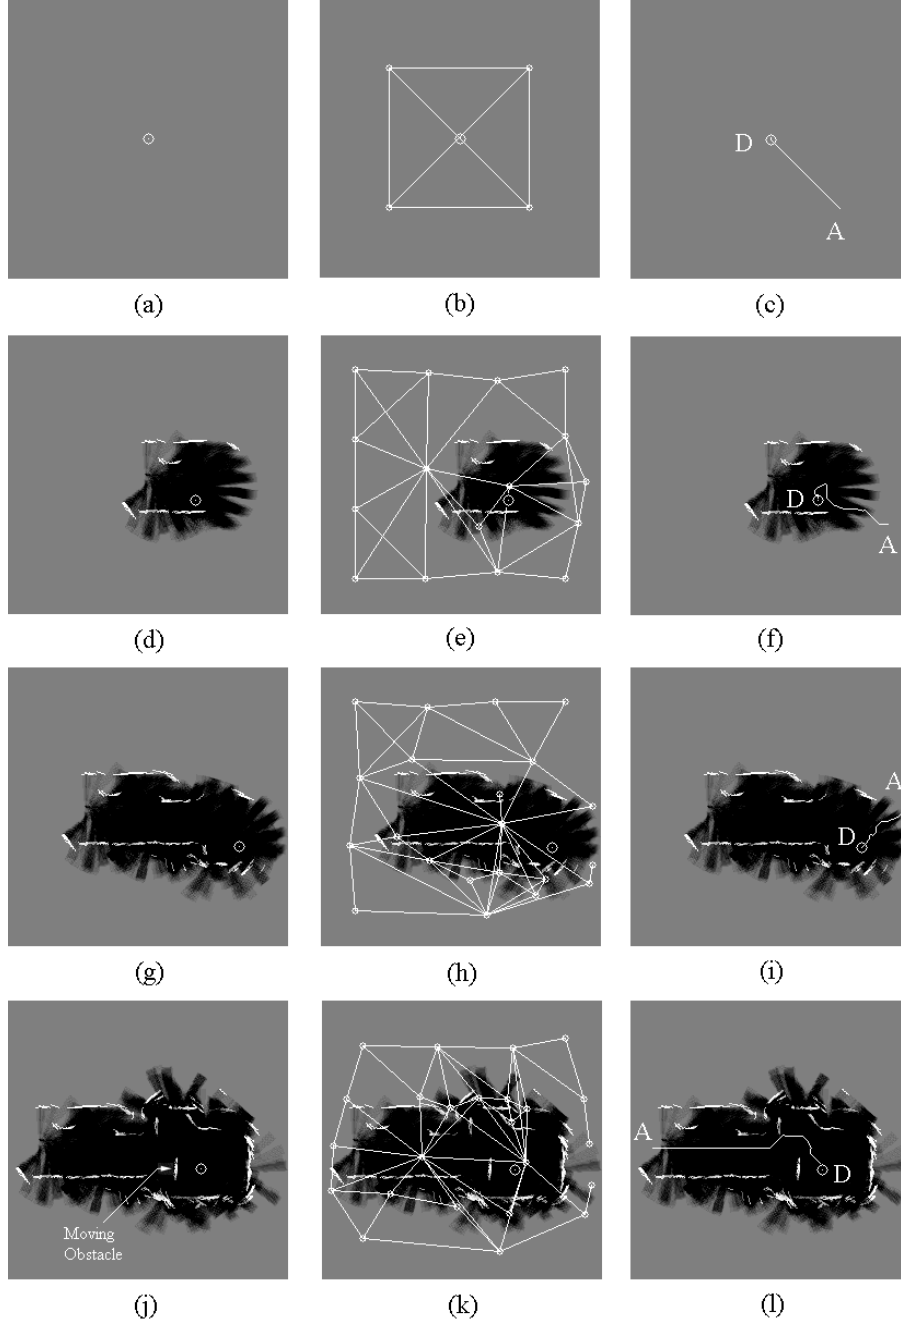 D
A
(a)
(b)
(c)
D
A
(d)
(e)
(f)
A
D
(g)
(h)
(i)
A
D
Moving
Obstacle
(j)
(k)
(l)